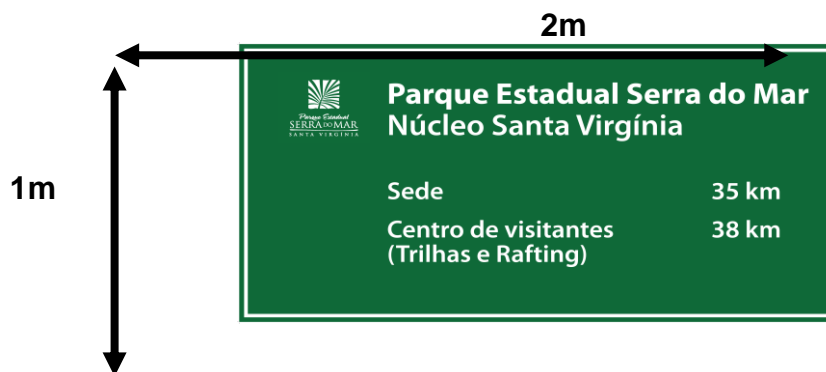 2m
1m
Parque Estadual Serra do Mar
Núcleo Santa Virgínia
Parque Estadual
SERRA DO MAR
SANTA VIRGÍNIA
Sede 35 km
Centro de visitantes 38 km
(Trilhas e Rafting)